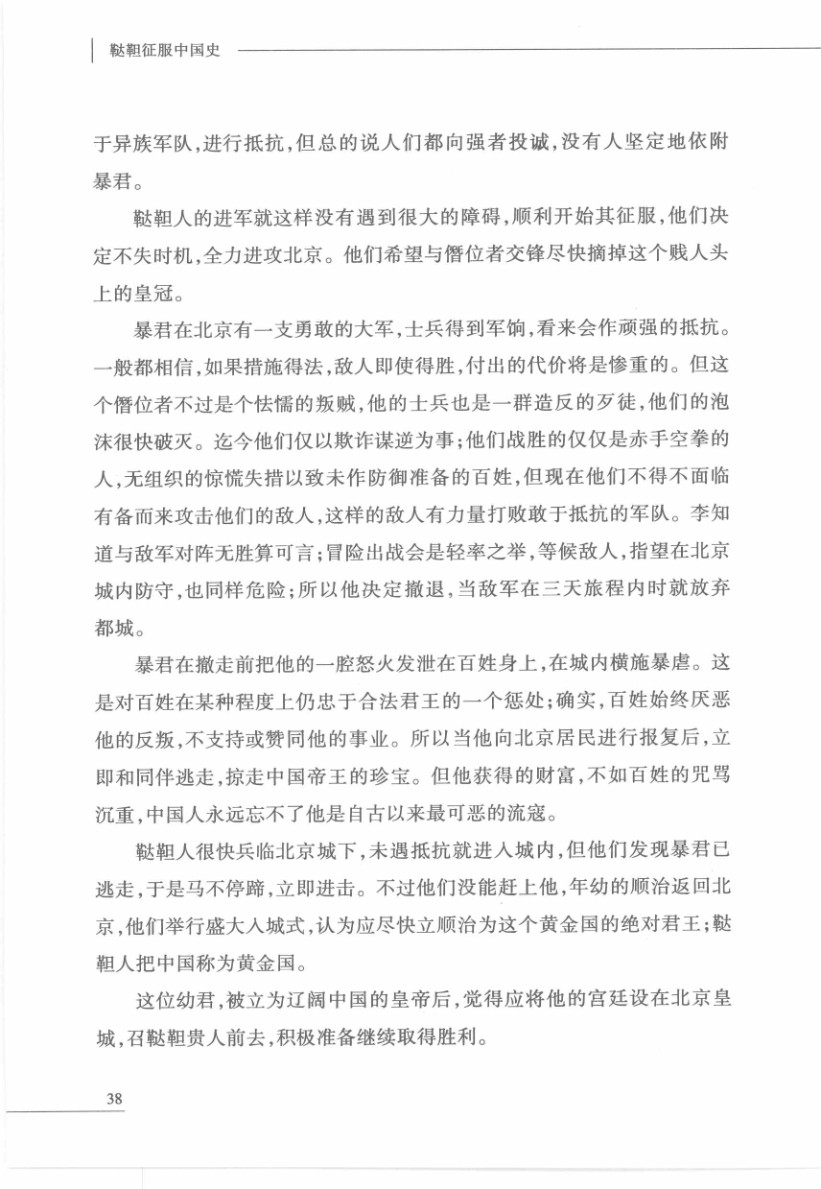 鞑靼征服中国史
于异族军队,进行抵抗,但总的说人们都向强者投诚,没有人坚定地依附
暴君。
鞑靼人的进军就这样没有遇到很大的障碍,顺利开始其征服,他们决
定不失时机,全力进攻北京。他们希望与僭位者交锋尽快摘掉这个贱人头
上的皇冠。
暴君在北京有一支勇敢的大军,士兵得到军饷,看来会作顽强的抵抗。
一般都相信,如果措施得法,敌人即使得胜,付出的代价将是惨重的。但这
个僭位者不过是个怯懦的叛贼,他的士兵也是一群造反的歹徒,他们的泡
沫很快破灭。迄今他们仅以欺诈谋逆为事;他们战胜的仅仅是赤手空拳的
人,无组织的惊慌失措以致未作防御准备的百姓,但现在他们不得不面临
有备而来攻击他们的敌人,这样的敌人有力量打败敢于抵抗的军队。李知
道与敌军对阵无胜算可言;冒险出战会是轻率之举,等候敌人,指望在北京
城内防守,也同样危险;所以他决定撤退,当敌军在三天旅程内时就放弃
都城。
暴君在撤走前把他的一腔怒火发泄在百姓身上,在城内横施暴虐。这
是对百姓在某种程度上仍忠于合法君王的一个惩处;确实,百姓始终厌恶
他的反叛,不支持或赞同他的事业。所以当他向北京居民进行报复后,立
即和同伴逃走,掠走中国帝王的珍宝。但他获得的财富,不如百姓的咒骂
沉重,中国人永远忘不了他是自古以来最可恶的流寇。
鞑靼人很快兵临北京城下,未遇抵抗就进入城内,但他们发现暴君已
逃走,于是马不停蹄,立即进击。不过他们没能赶上他,年幼的顺治返回北
京,他们举行盛大入城式,认为应尽快立顺治为这个黄金国的绝对君王;鞑
靼人把中国称为黄金国。
这位幼君,被立为辽阔中国的皇帝后,觉得应将他的宫廷设在北京皇
城,召鞑靼贵人前去,积极准备继续取得胜利。
38